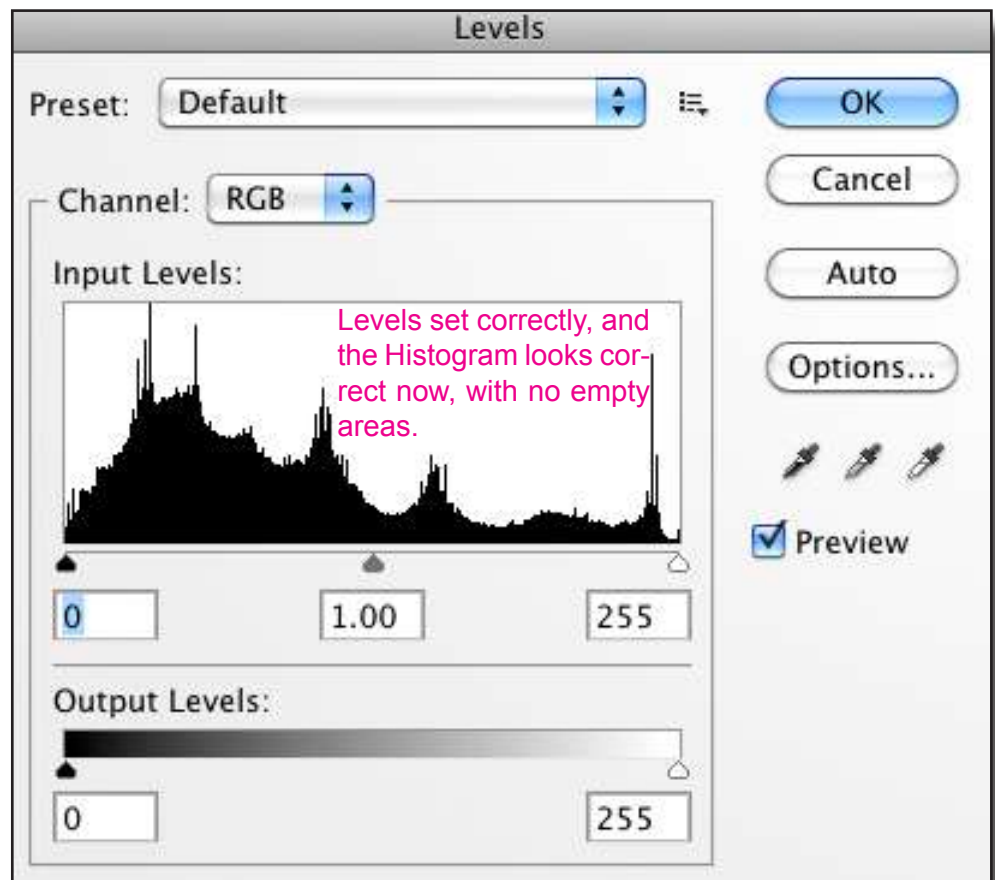 Levels
Preset: Default
OK
Cancel
Channel: RGB
Auto
Input Levels:
Levels set correctly, and
the Histogram looks cor-
rect now, with no empty
areas.
Options...
Preview
0 1.00 255
Output Levels:
0 255